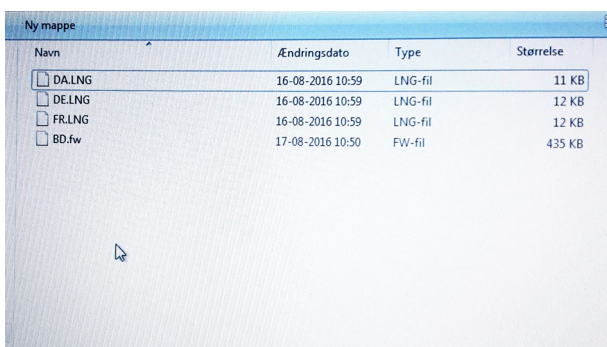 Ny mappe
Navn Ændringsdato Type Størrelse
DA.LNG 16-08-2016 10:59 LNG-fil 11 KB
DE.LNG 16-08-2016 10:59 LNG-fil 12 KB
FR.LNG 16-08-2016 10:59 LNG-fil 12 KB
BD.fw 17-08-2016 10:50 FW-fil 435 KB